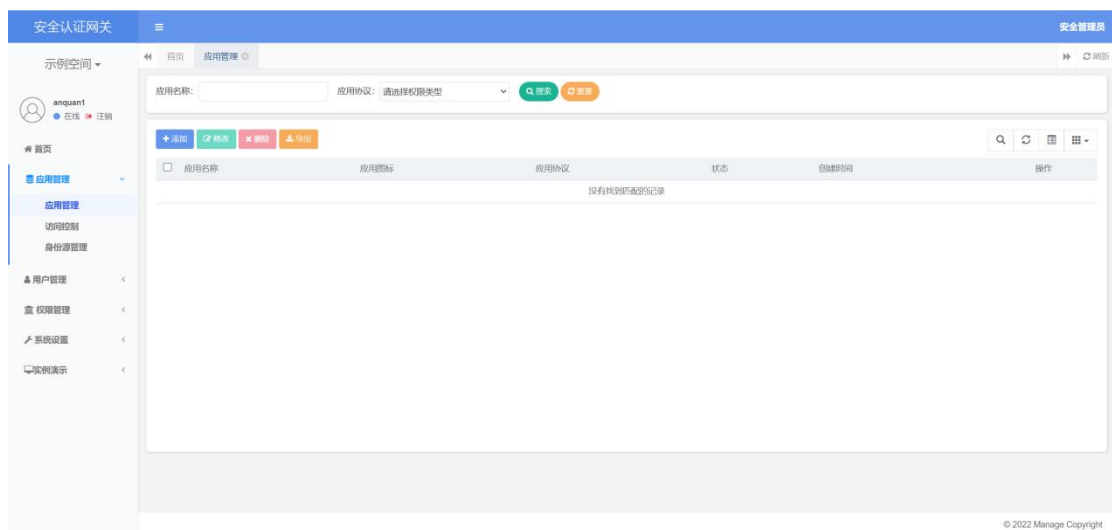 安全认证网关
安全管理员
示例空间
首页 应用管理
刷新
anquan1
在线 注销
首页
应用管理
应用管理
访问控制
身份源管理
用户管理
权限管理
系统设置
实例演示
应用名称: 应用协议: 请选择权限类型 搜索 重置
添加 修改 删除 导出
应用名称 应用图标 应用协议 状态 创建时间 操作
没有找到匹配的记录
© 2022 Manage Copyright